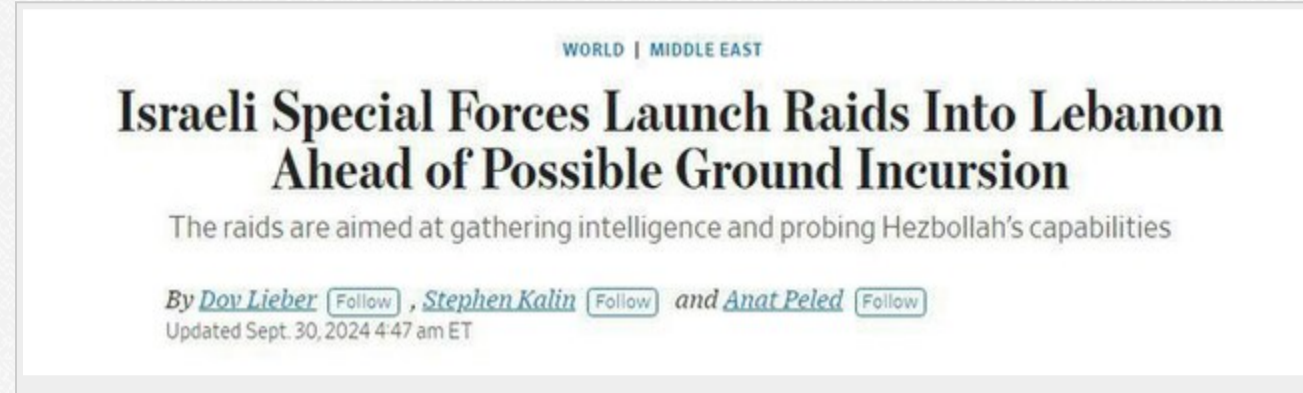 WORLD | MIDDLE EAST
Israeli Special Forces Launch Raids Into Lebanon
Ahead of Possible Ground Incursion
The raids are aimed at gathering intelligence and probing Hezbollah's capabilities
By Dov Lieber Follow , Stephen Kalin Follow and Anat Peled Follow
Updated Sept. 30, 2024 4:47 am ET